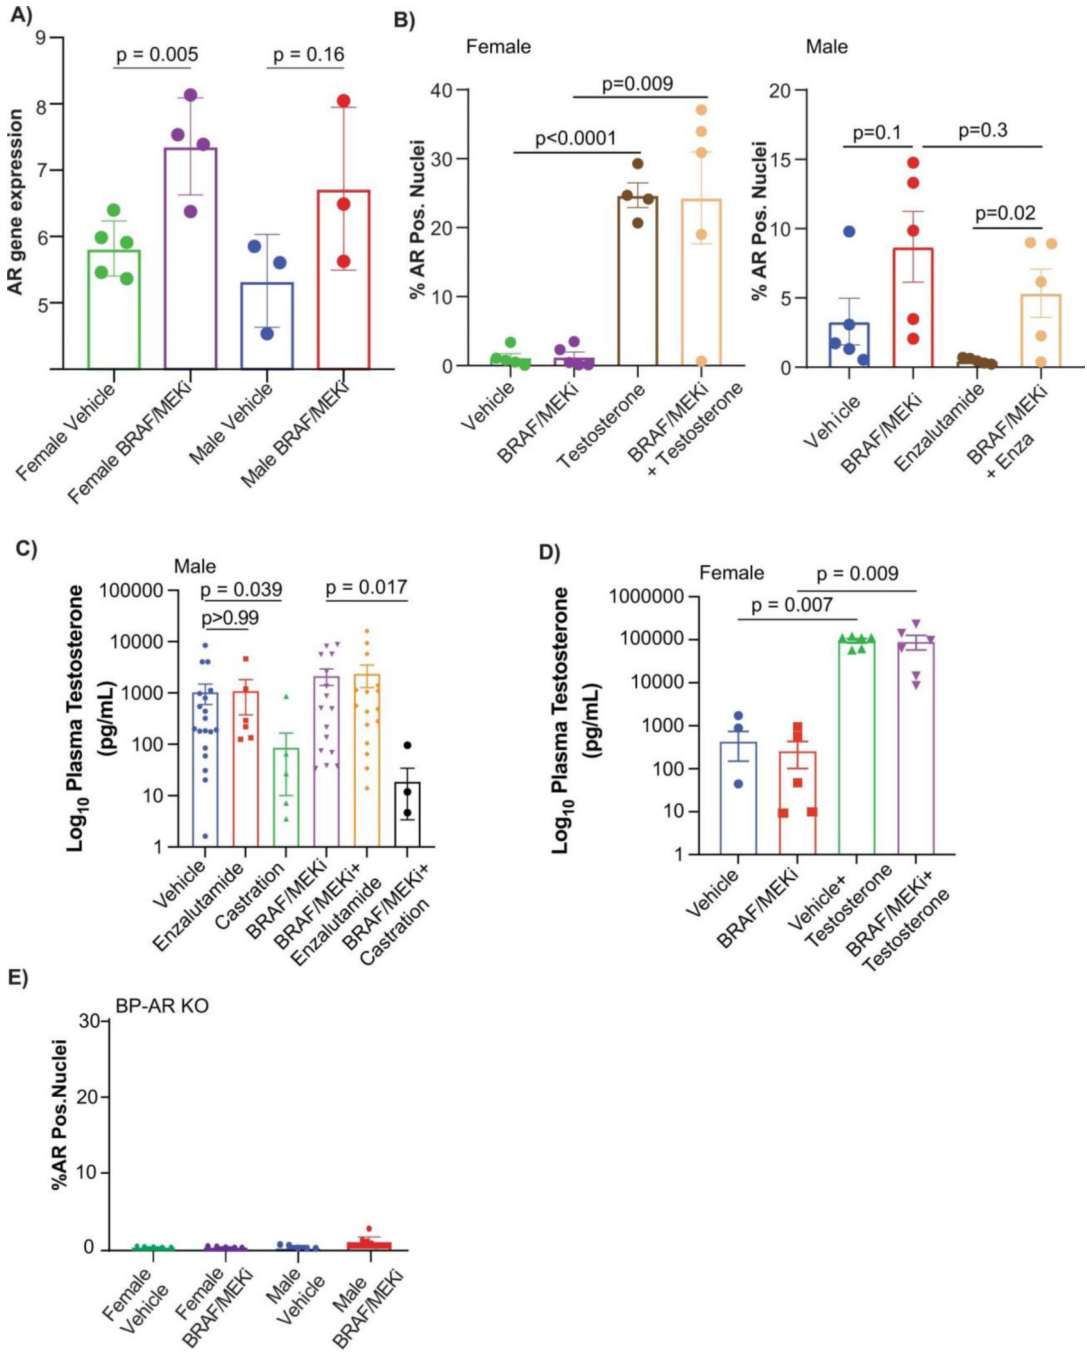 A)
AR gene expression
9
8
7
6
5
p = 0.005
p = 0.16
Female Vehicle
Female BRAF/MEKi
Male Vehicle
Male BRAF/MEKi
B)
Female
% AR Pos. Nuclei
40
30
20
10
0
p=0.009
p<0.0001
Vehicle
BRAF/MEKi
Testosterone
BRAF/MEKi
+ Testosterone
Male
% AR Pos. Nuclei
20
15
10
5
0
p=0.1
p=0.3
p=0.02
Vehicle
BRAF/MEKi
Enzalutamide
BRAF/MEKi
+ Enza
C)
Male
Log10 Plasma Testosterone
(pg/mL)
100000
10000
1000
100
10
1
p = 0.039
p>0.99
p = 0.017
Vehicle
Enzalutamide
Castration
BRAF/MEKi
BRAF/MEKi+
Enzalutamide
BRAF/MEKi+
Castration
D)
Female
Log10 Plasma Testosterone
(pg/mL)
1000000
100000
10000
1000
100
10
1
p = 0.009
p = 0.007
Vehicle
BRAF/MEKi
Vehicle+
Testosterone
BRAF/MEKi+
Testosterone
E)
BP-AR KO
%AR Pos.Nuclei
30
20
10
0
Female
Vehicle
Female
BRAF/MEKi
Male
Vehicle
Male
BRAF/MEKi